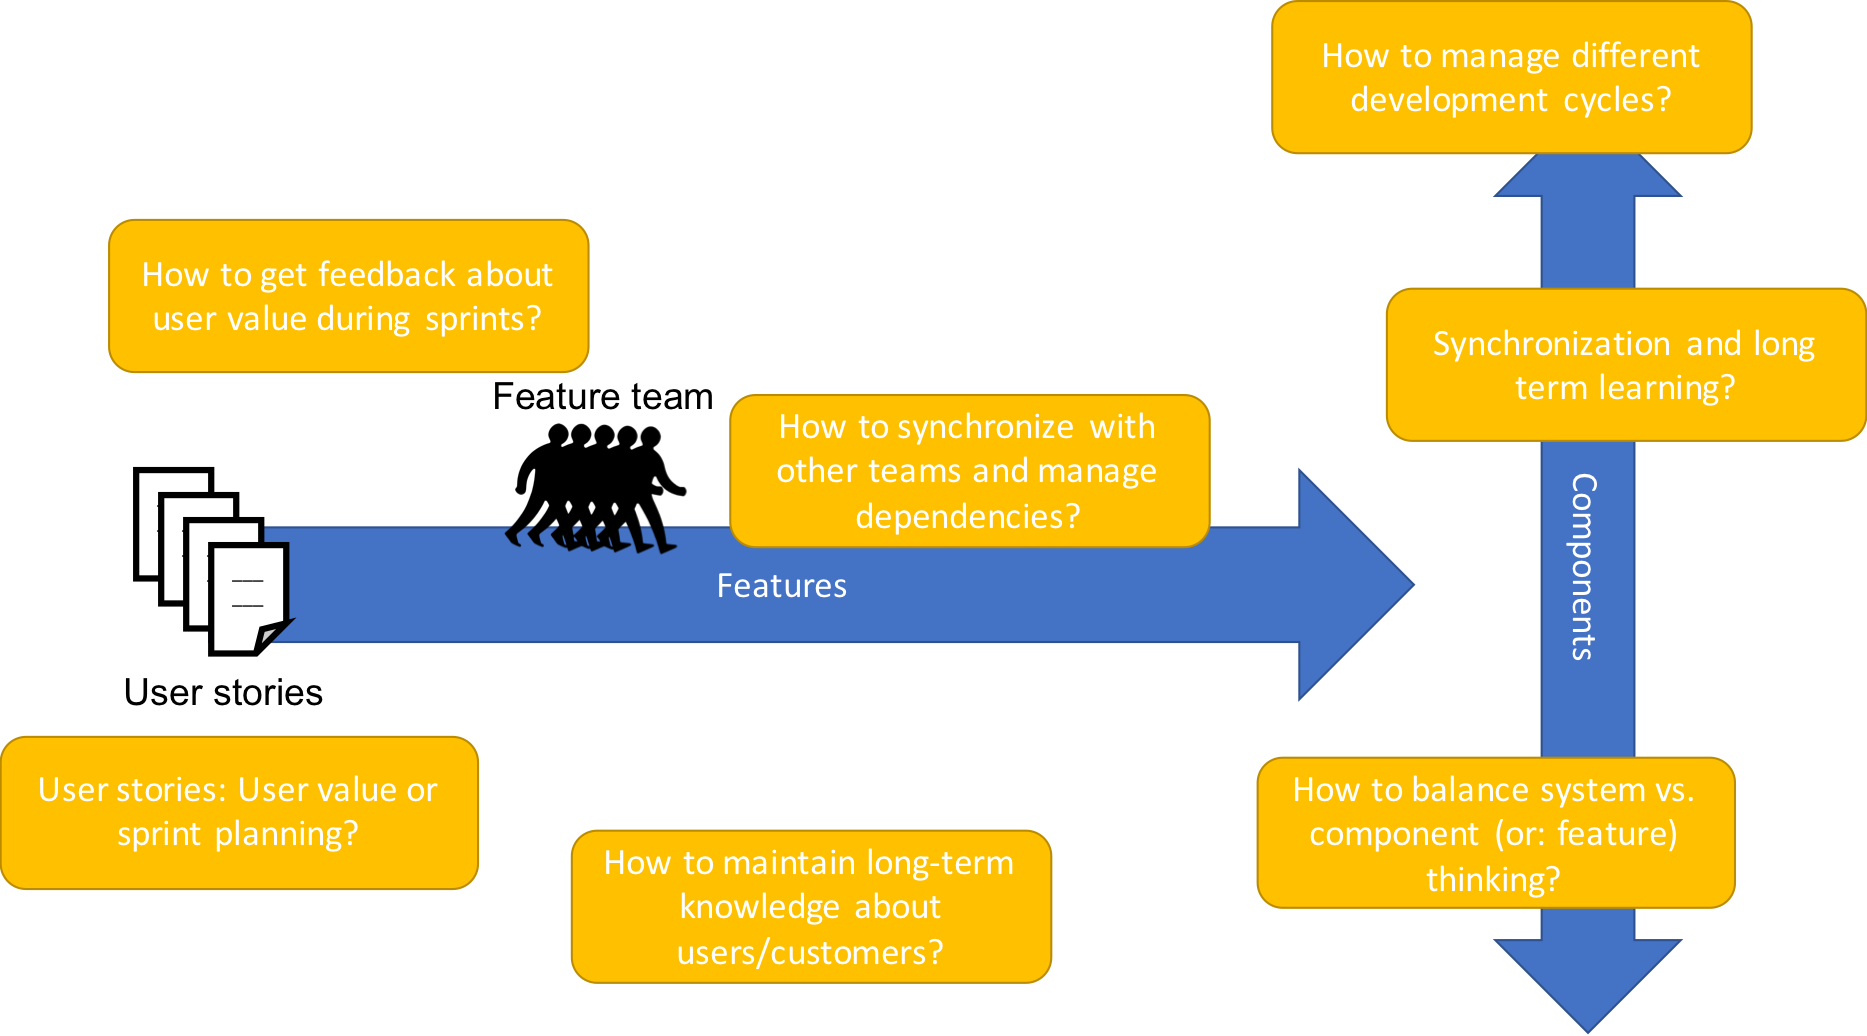 How to manage different
development cycles?
How to get feedback about
user value during sprints?
Synchronization and long
term learning?
Feature team
How to synchronize with
other teams and manage
dependencies?
Features
Components
User stories
User stories: User value or
sprint planning?
How to balance system vs.
component (or: feature)
thinking?
How to maintain long-term
knowledge about
users/customers?